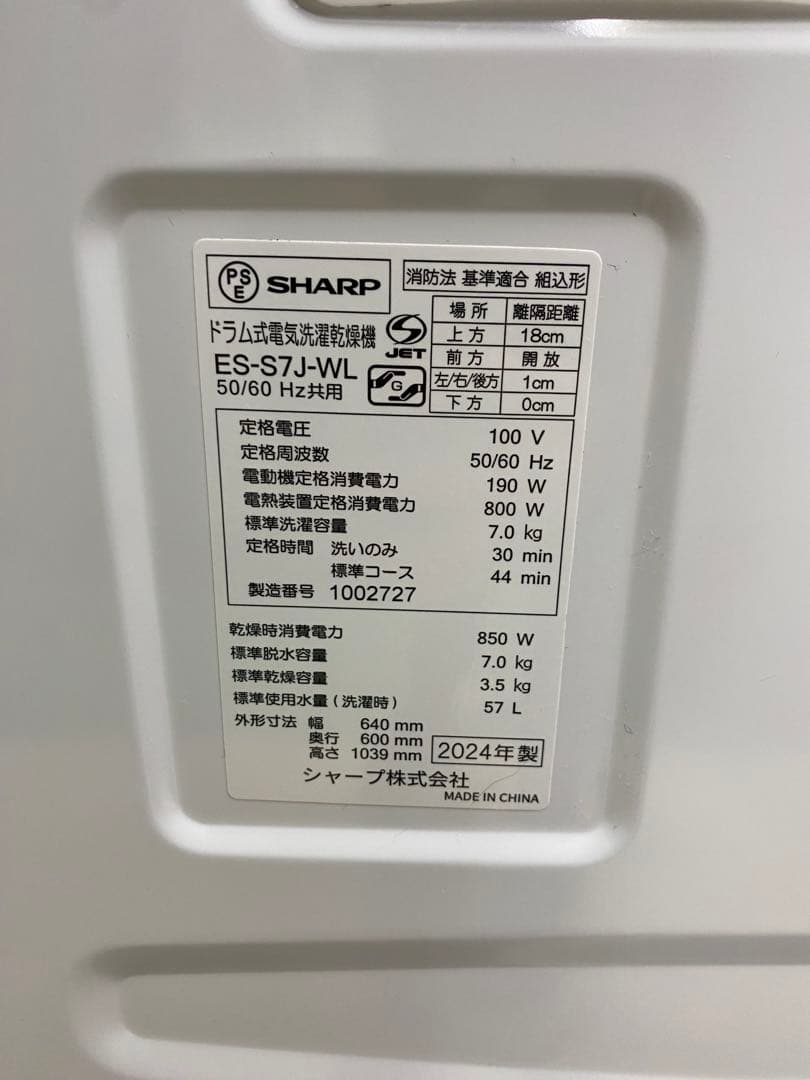 PSE SHARP
消防法 基準適合 組込形
ドラム式電気洗濯乾燥機
ES-S7J-WL
50/60 Hz共用
S JET
G
場所 離隔距離
上方 18cm
前方 開放
左/右/後方 1cm
下方 0cm
定格電圧 100 V
定格周波数 50/60 Hz
電動機定格消費電力 190 W
電熱装置定格消費電力 800 W
標準洗濯容量 7.0 kg
定格時間 洗いのみ 30 min
標準コース 44 min
製造番号 1002727
乾燥時消費電力 850 W
標準脱水容量 7.0 kg
標準乾燥容量 3.5 kg
標準使用水量(洗濯時) 57 L
外形寸法 幅 640 mm
奥行 600 mm
高さ 1039 mm
2024年製
シャープ株式会社
MADE IN CHINA